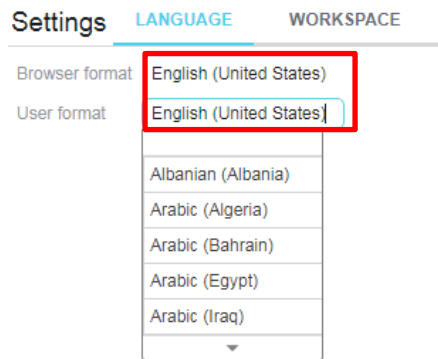 Settings LANGUAGE WORKSPACE
Browser format English (United States)
User format English (United States)
Albanian (Albania)
Arabic (Algeria)
Arabic (Bahrain)
Arabic (Egypt)
Arabic (Iraq)